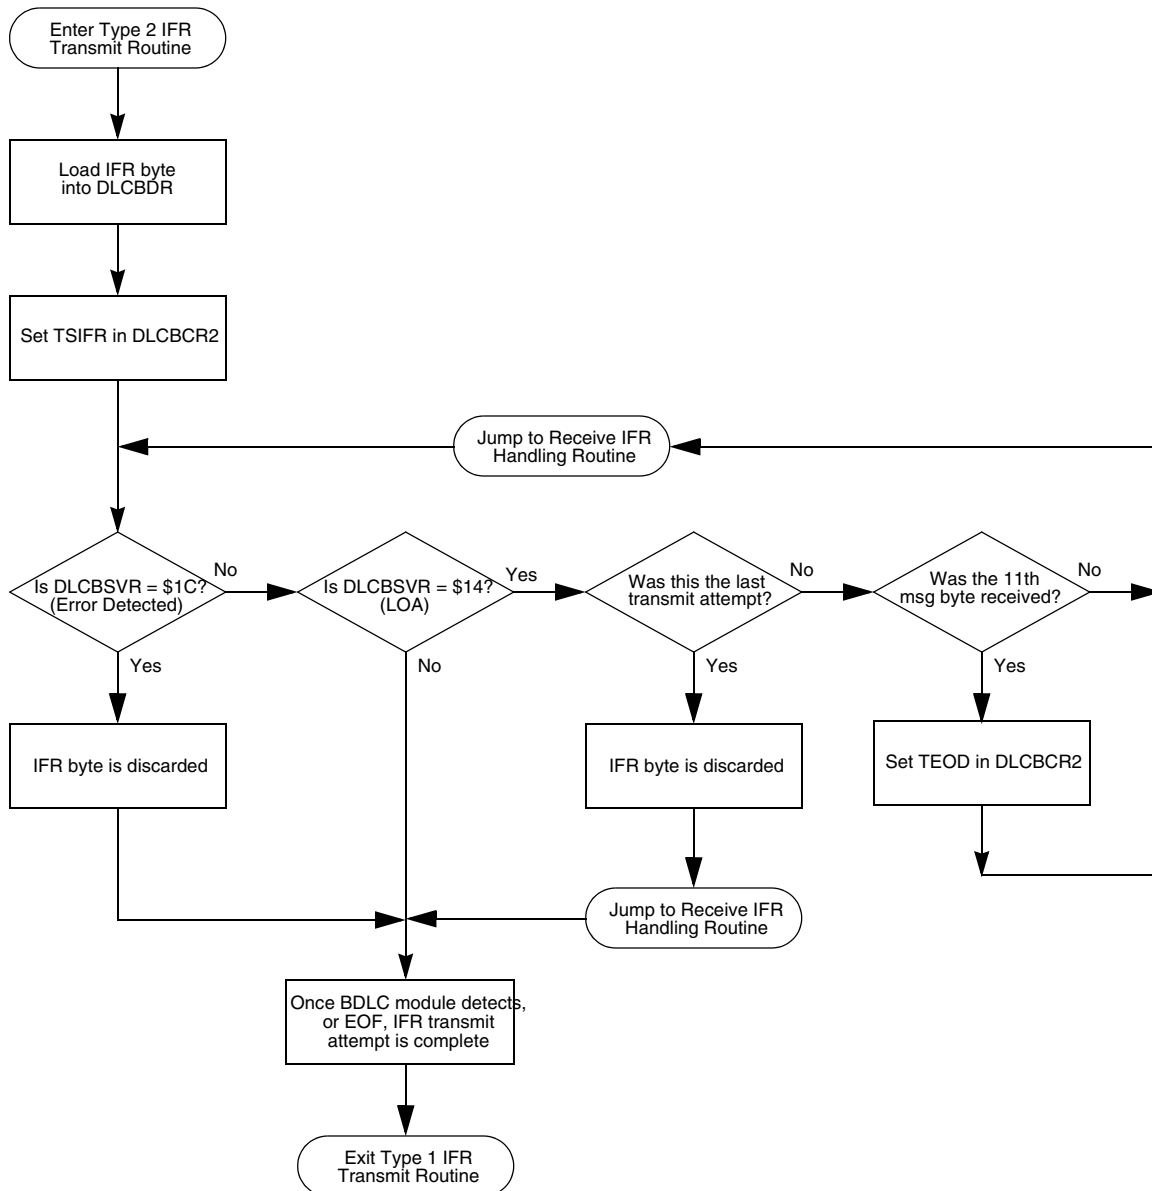 Enter Type 2 IFR
Transmit Routine
Load IFR byte
into DLCBDR
Set TSIFR in DLCBCR2
Jump to Receive IFR
Handling Routine
Is DLCBSVR = $1C?
(Error Detected)
No
Yes
Is DLCBSVR = $14?
(LOA)
Yes
No
Was this the last
transmit attempt?
No
Yes
Was the 11th
msg byte received?
No
Yes
IFR byte is discarded
IFR byte is discarded
Set TEOD in DLCBCR2
Jump to Receive IFR
Handling Routine
Once BDLC module detects,
or EOF, IFR transmit
attempt is complete
Exit Type 1 IFR
Transmit Routine